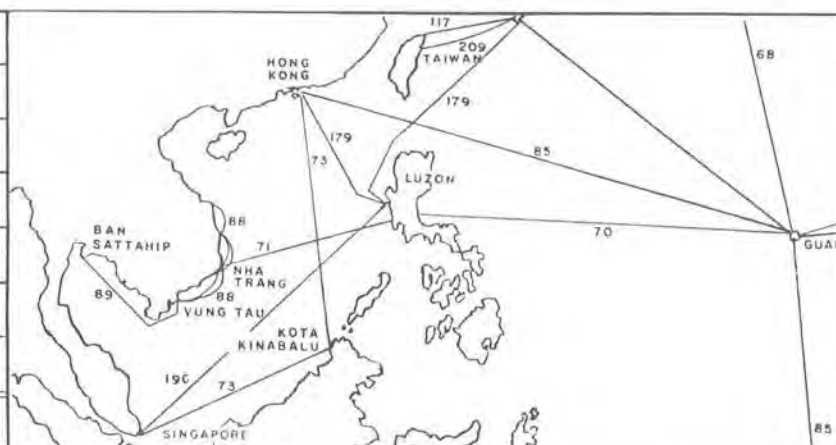 117
68
209
TAIWAN
HONG
KONG
179
179
85
73
LUZON
88
BAN
SATTAHIP
70
GUA
71
NHA
TRANG
89
88
VUNG TAU
KOTA
KINABALU
190
73
85
SINGAPORE